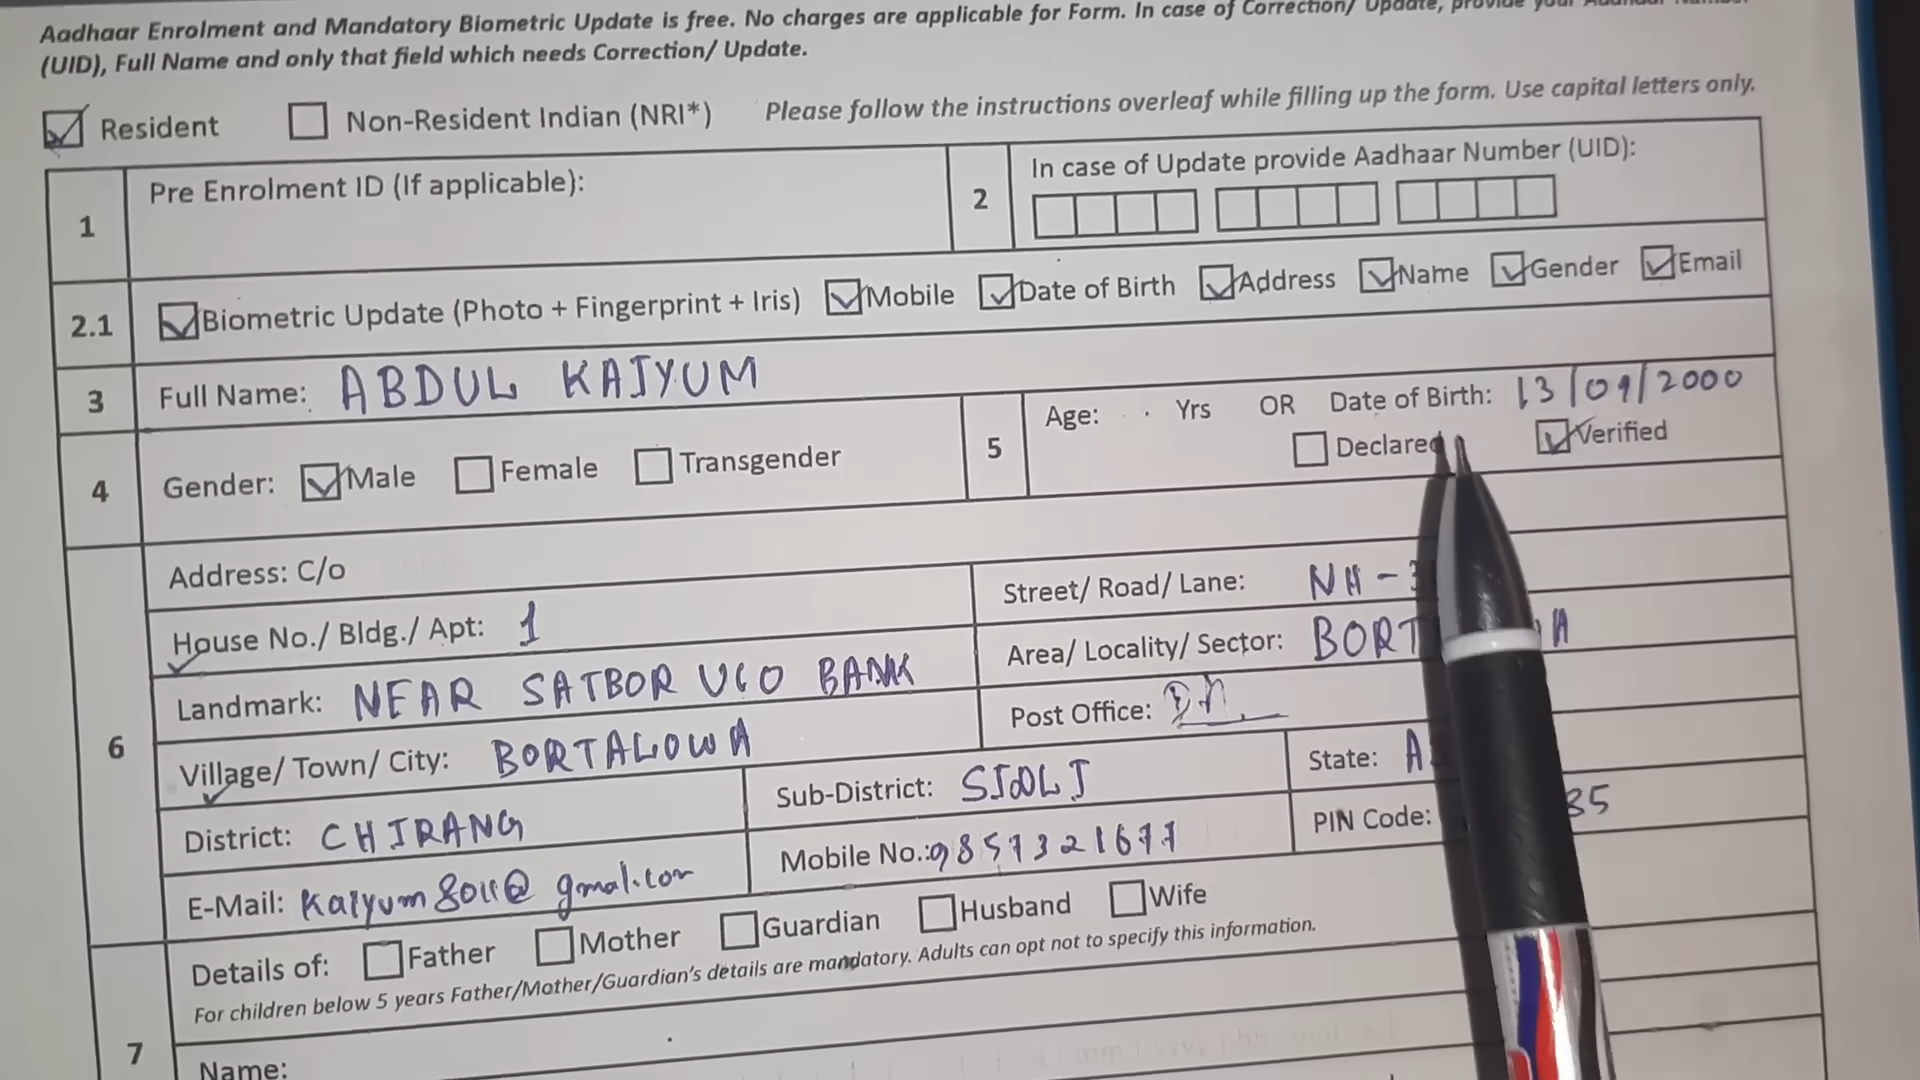 Aadhaar Enrolment and Mandatory Biometric Update is free. No charges are applicable for Form. In case of Correction/ Update, provide your
(UID), Full Name and only that field which needs Correction/ Update.
Resident Non-Resident Indian (NRI*) Please follow the instructions overleaf while filling up the form. Use capital letters only.
1 Pre Enrolment ID (If applicable): 2 In case of Update provide Aadhaar Number (UID):
2.1 Biometric Update (Photo + Fingerprint + Iris) Mobile Date of Birth Address Name Gender Email
3 Full Name: ABDUL KAIYUM
4 Gender: Male Female Transgender 5 Age: Yrs OR Date of Birth: 13/09/2000
Declared Verified
6 Address: C/o
House No./ Bldg./ Apt: 1 Street/ Road/ Lane: NH-
Landmark: NEAR SATBOR UCO BANK Area/ Locality/ Sector:
Village/ Town/ City: BORTALOWA Post Office:
District: CHIRANG Sub-District: SIDLI State:
E-Mail: Kaiyum8011@gmal.com Mobile No.: 9857321677 PIN Code:
7 Details of: Father Mother Guardian Husband Wife
For children below 5 years Father/Mother/Guardian's details are mandatory. Adults can opt not to specify this information.
Name: